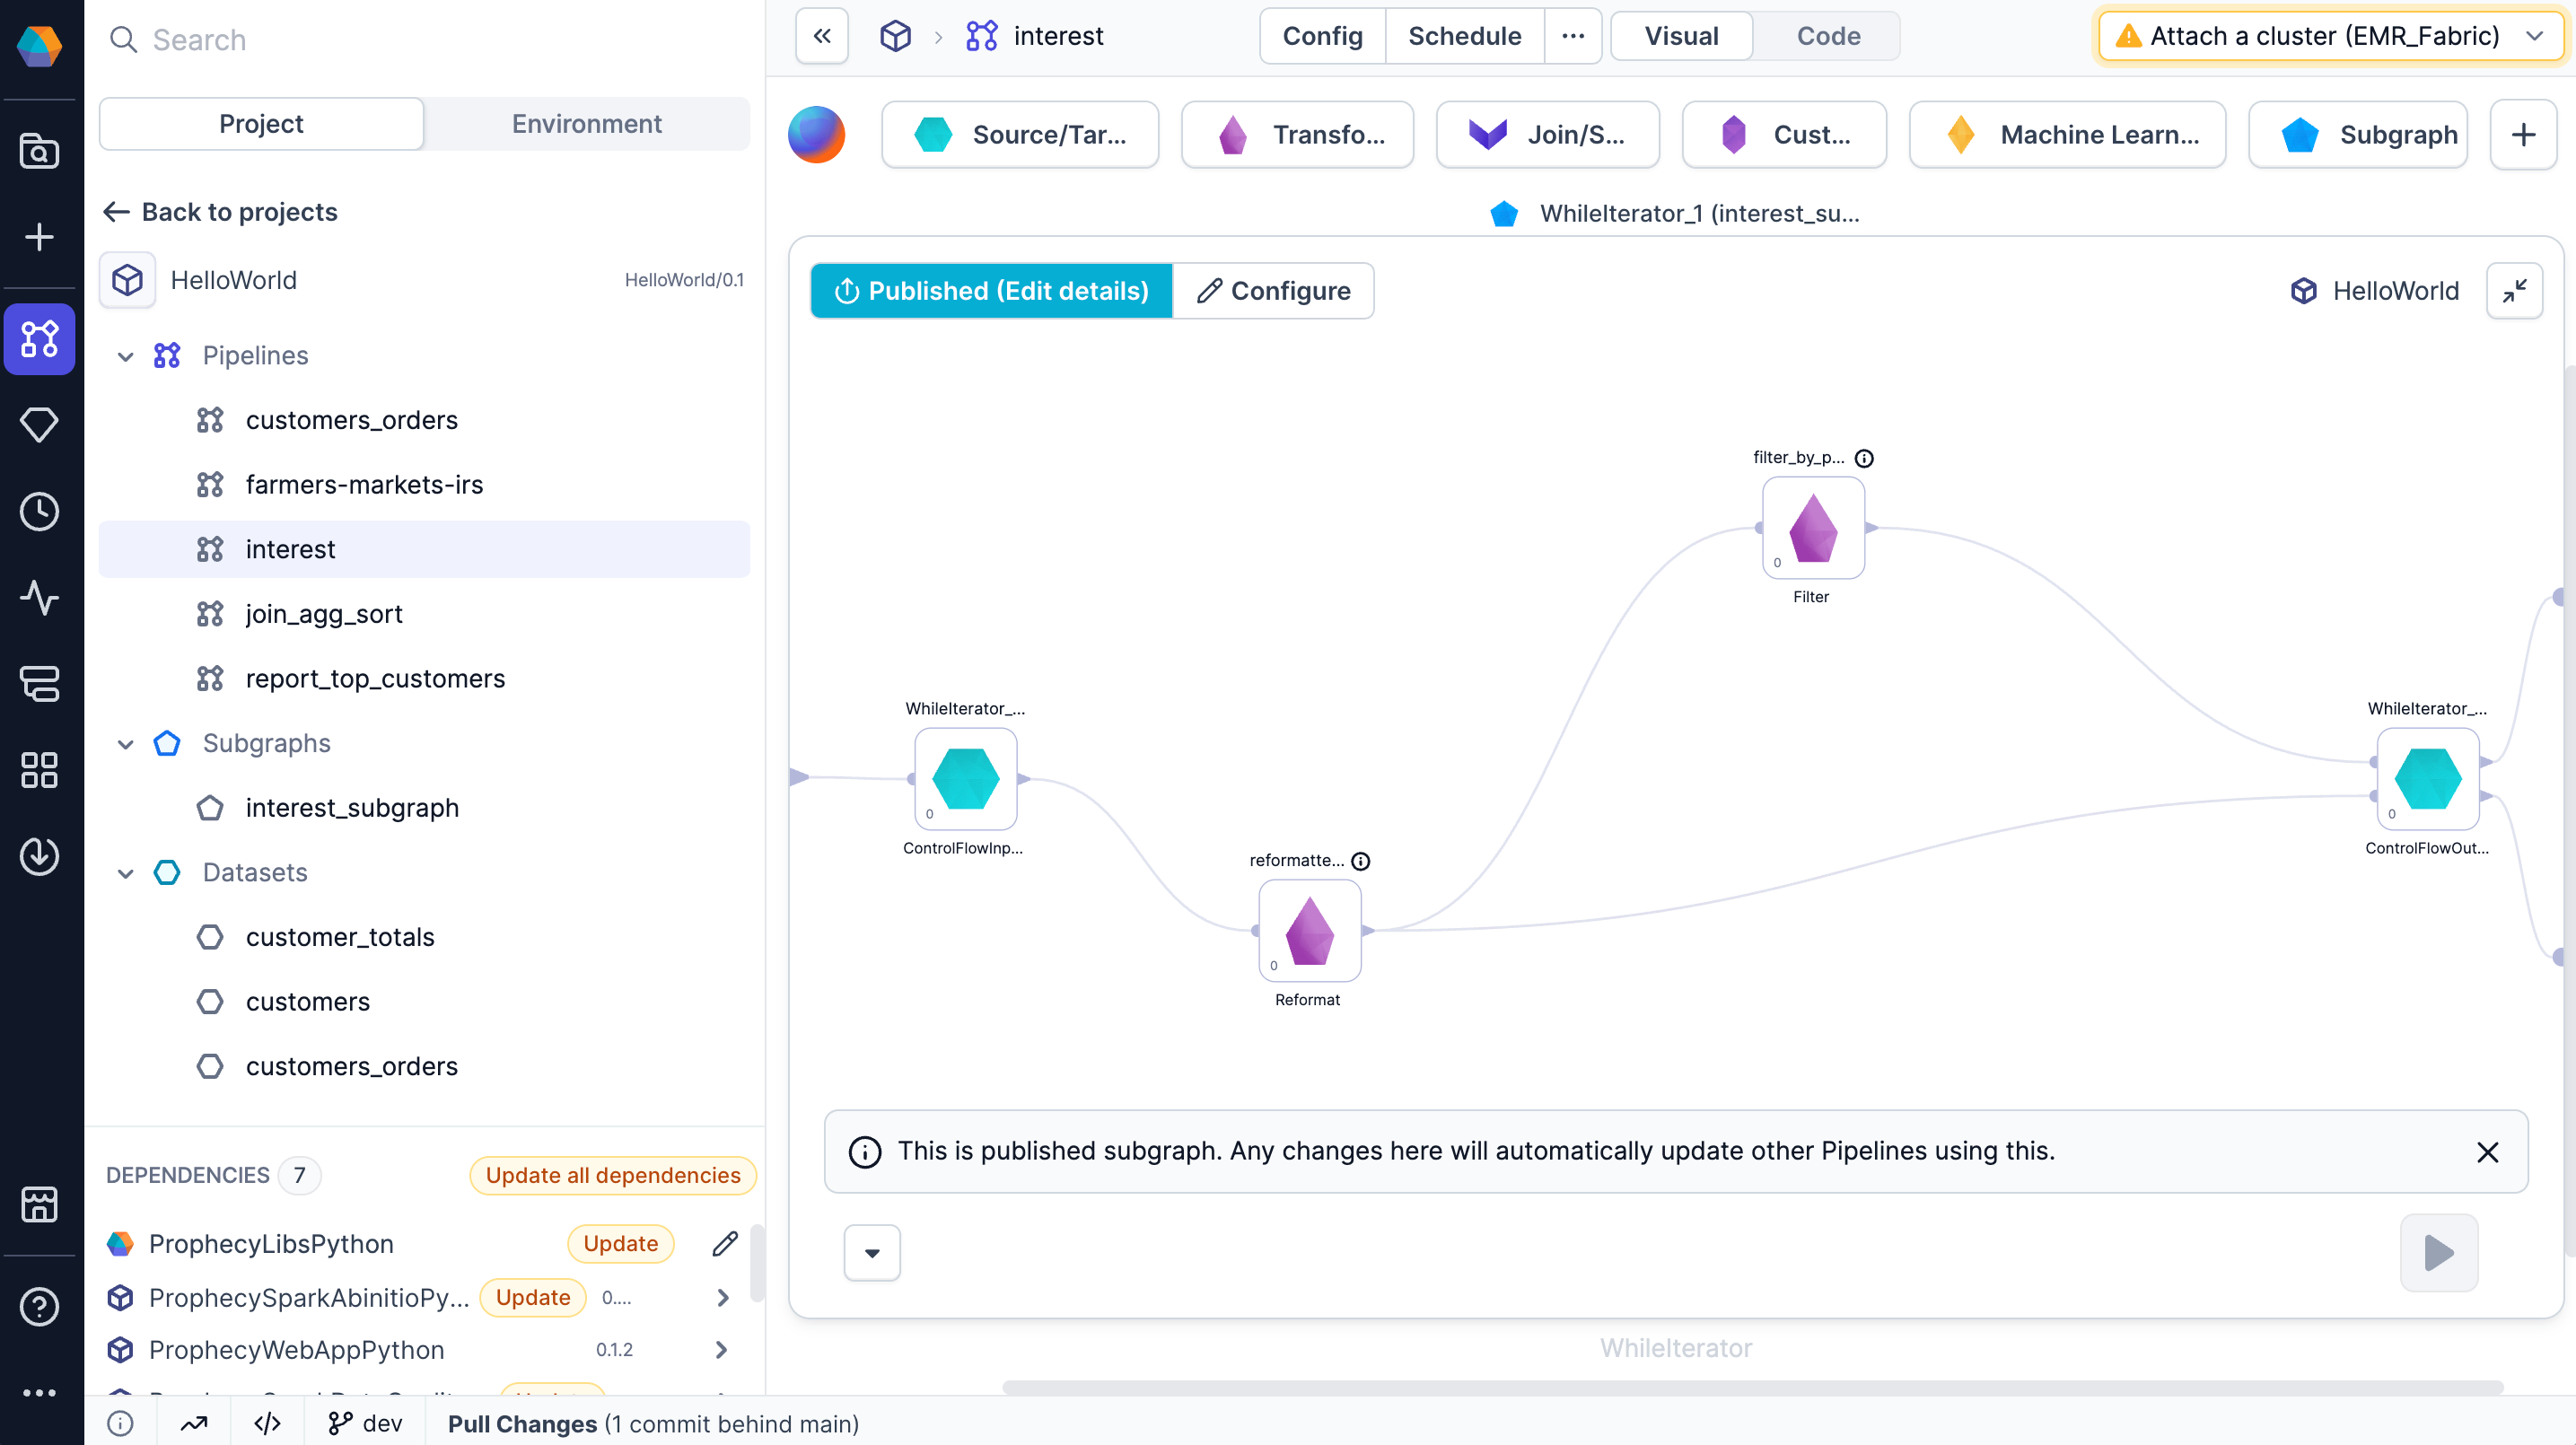 Search
Project
Environment
Back to projects
HelloWorld
HelloWorld/0.1
Pipelines
customers_orders
farmers-markets-irs
interest
join_agg_sort
report_top_customers
Subgraphs
interest_subgraph
Datasets
customer_totals
customers
customers_orders
DEPENDENCIES 7
Update all dependencies
ProphecyLibsPython Update
ProphecySparkAbinitioPy... Update 0....
ProphecyWebAppPython 0.1.2
interest
Config
Schedule
...
Visual
Code
Attach a cluster (EMR_Fabric)
Source/Tar...
Transfo...
Join/S...
Cust...
Machine Learn...
Subgraph
WhileIterator_1 (interest_su...
Published (Edit details)
Configure
HelloWorld
filter_by_p...
0
Filter
WhileIterator_...
0
ControlFlowInp...
reformatte...
0
Reformat
WhileIterator_...
0
ControlFlowOut...
This is published subgraph. Any changes here will automatically update other Pipelines using this.
WhileIterator
dev
Pull Changes (1 commit behind main)